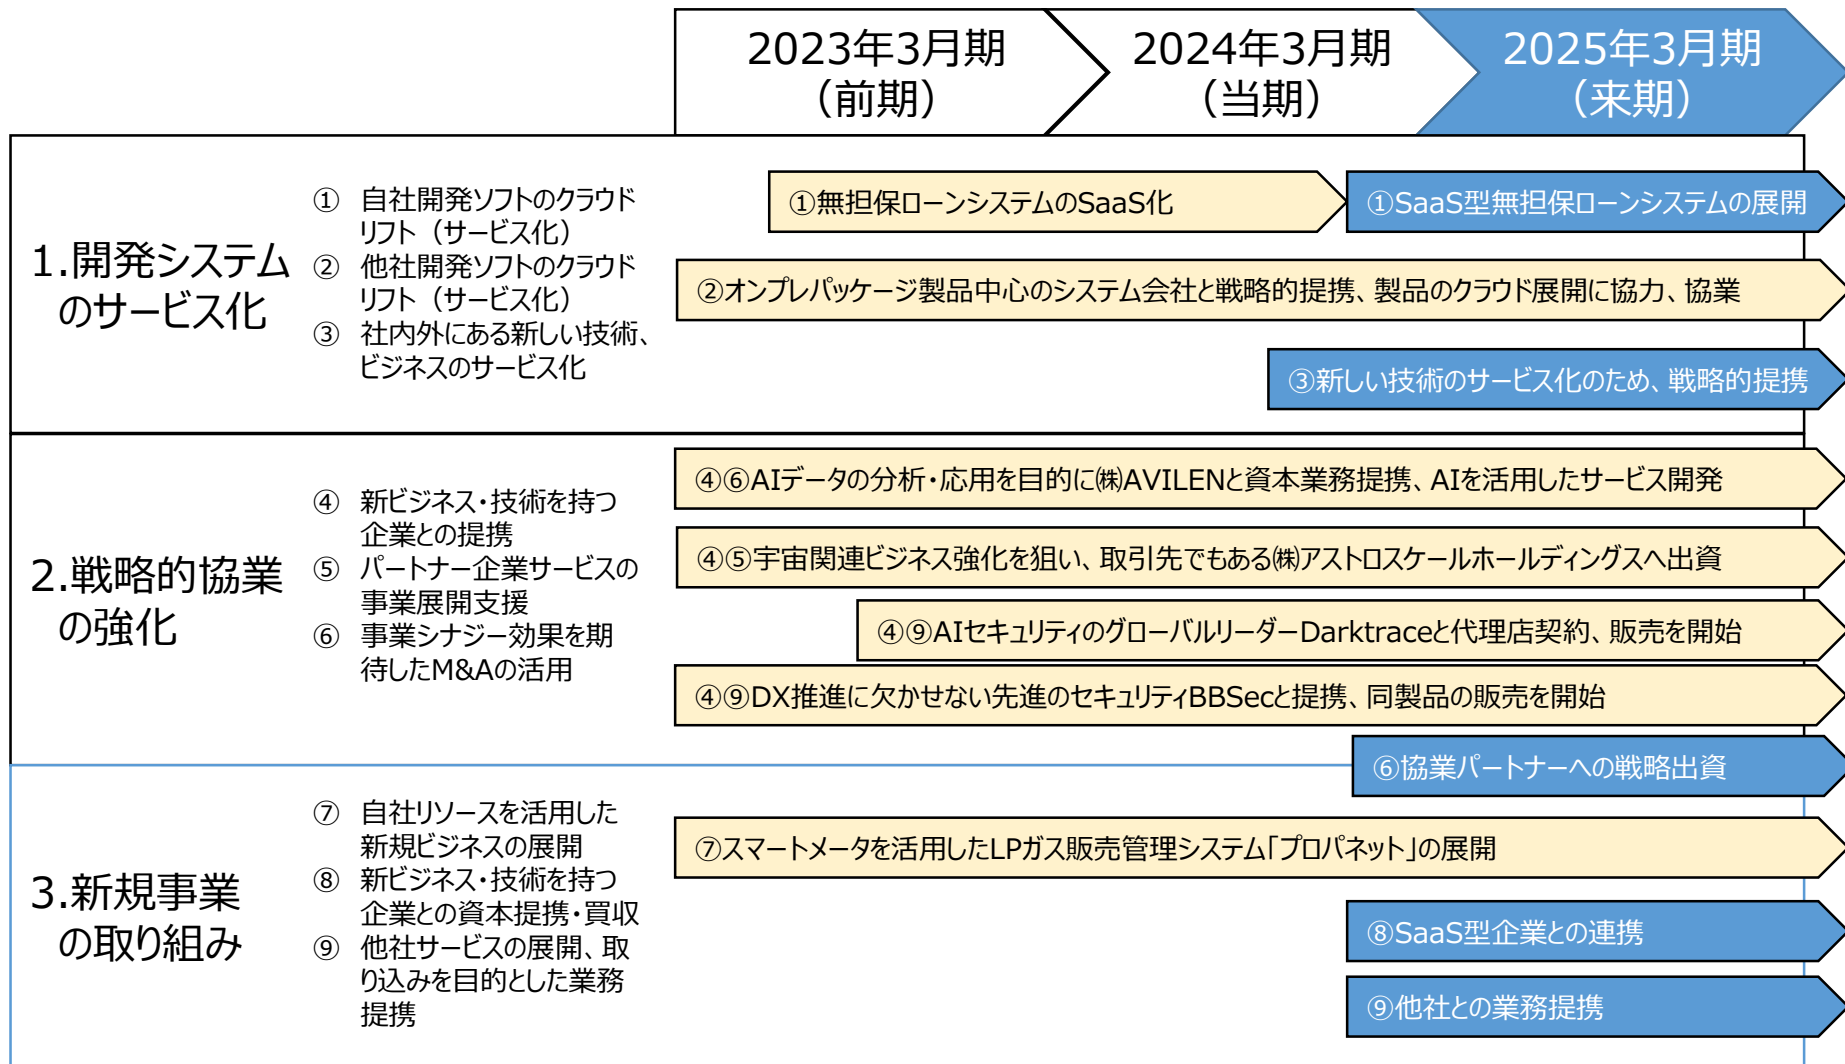 2023年3月期
（前期）
2024年3月期
（当期）
2025年3月期
（来期）
1.開発システム
のサービス化
① 自社開発ソフトのクラウド
リフト（サービス化）
② 他社開発ソフトのクラウド
リフト（サービス化）
③ 社内外にある新しい技術、
ビジネスのサービス化
①無担保ローンシステムのSaaS化
①SaaS型無担保ローンシステムの展開
②オンプレパッケージ製品中心のシステム会社と戦略的提携、製品のクラウド展開に協力、協業
③新しい技術のサービス化のため、戦略的提携
2.戦略的協業
の強化
④ 新ビジネス・技術を持つ
企業との提携
⑤ パートナー企業サービスの
事業展開支援
⑥ 事業シナジー効果を期
待したM&Aの活用
④⑥AIデータの分析・応用を目的に㈱AVILENと資本業務提携、AIを活用したサービス開発
④⑤宇宙関連ビジネス強化を狙い、取引先でもある㈱アストロスケールホールディングスへ出資
④⑨AIセキュリティのグローバルリーダーDarktraceと代理店契約、販売を開始
④⑨DX推進に欠かせない先進のセキュリティBBSecと提携、同製品の販売を開始
⑥協業パートナーへの戦略出資
3.新規事業
の取り組み
⑦ 自社リソースを活用した
新規ビジネスの展開
⑧ 新ビジネス・技術を持つ
企業との資本提携・買収
⑨ 他社サービスの展開、取
り込みを目的とした業務
提携
⑦スマートメータを活用したLPガス販売管理システム「プロパネット」の展開
⑧SaaS型企業との連携
⑨他社との業務提携